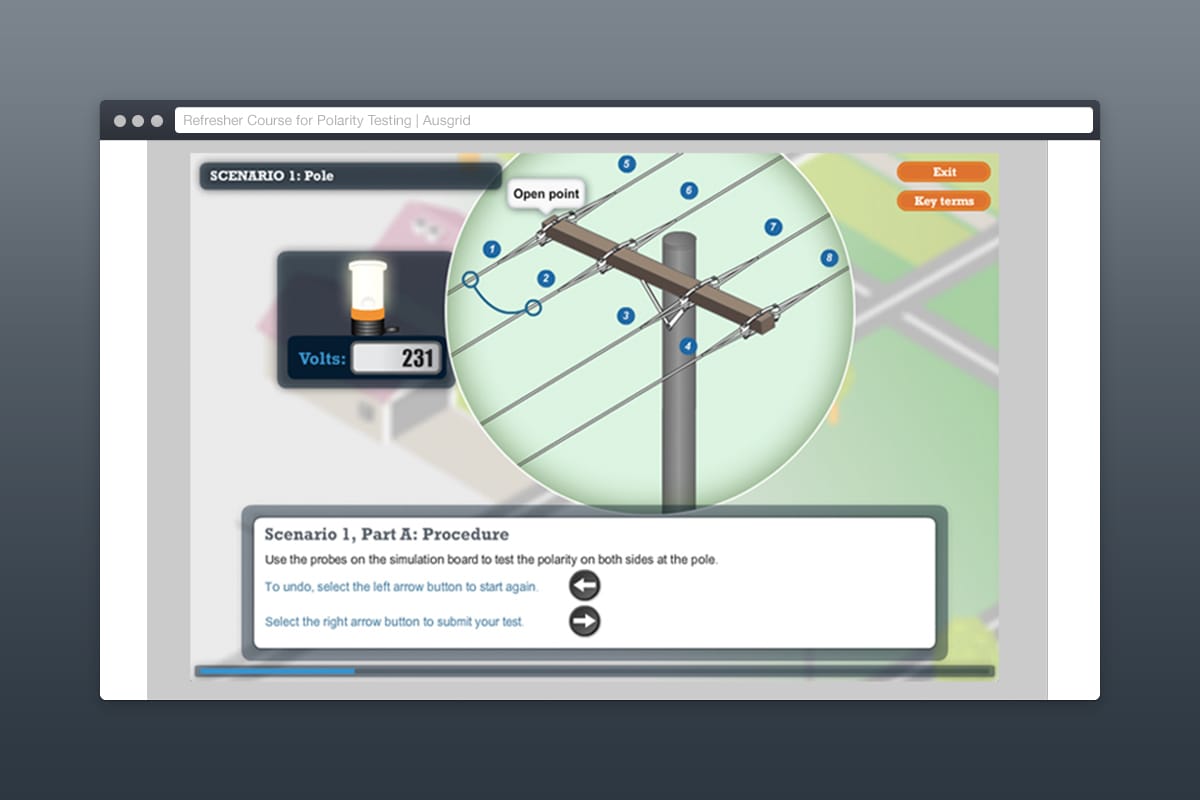 Refresher Course for Polarity Testing | Ausgrid
SCENARIO 1: Pole
Exit
Key terms
Open point
5
6
7
8
1
2
3
4
Volts: 231
Scenario 1, Part A: Procedure
Use the probes on the simulation board to test the polarity on both sides at the pole.
To undo, select the left arrow button to start again.
Select the right arrow button to submit your test.